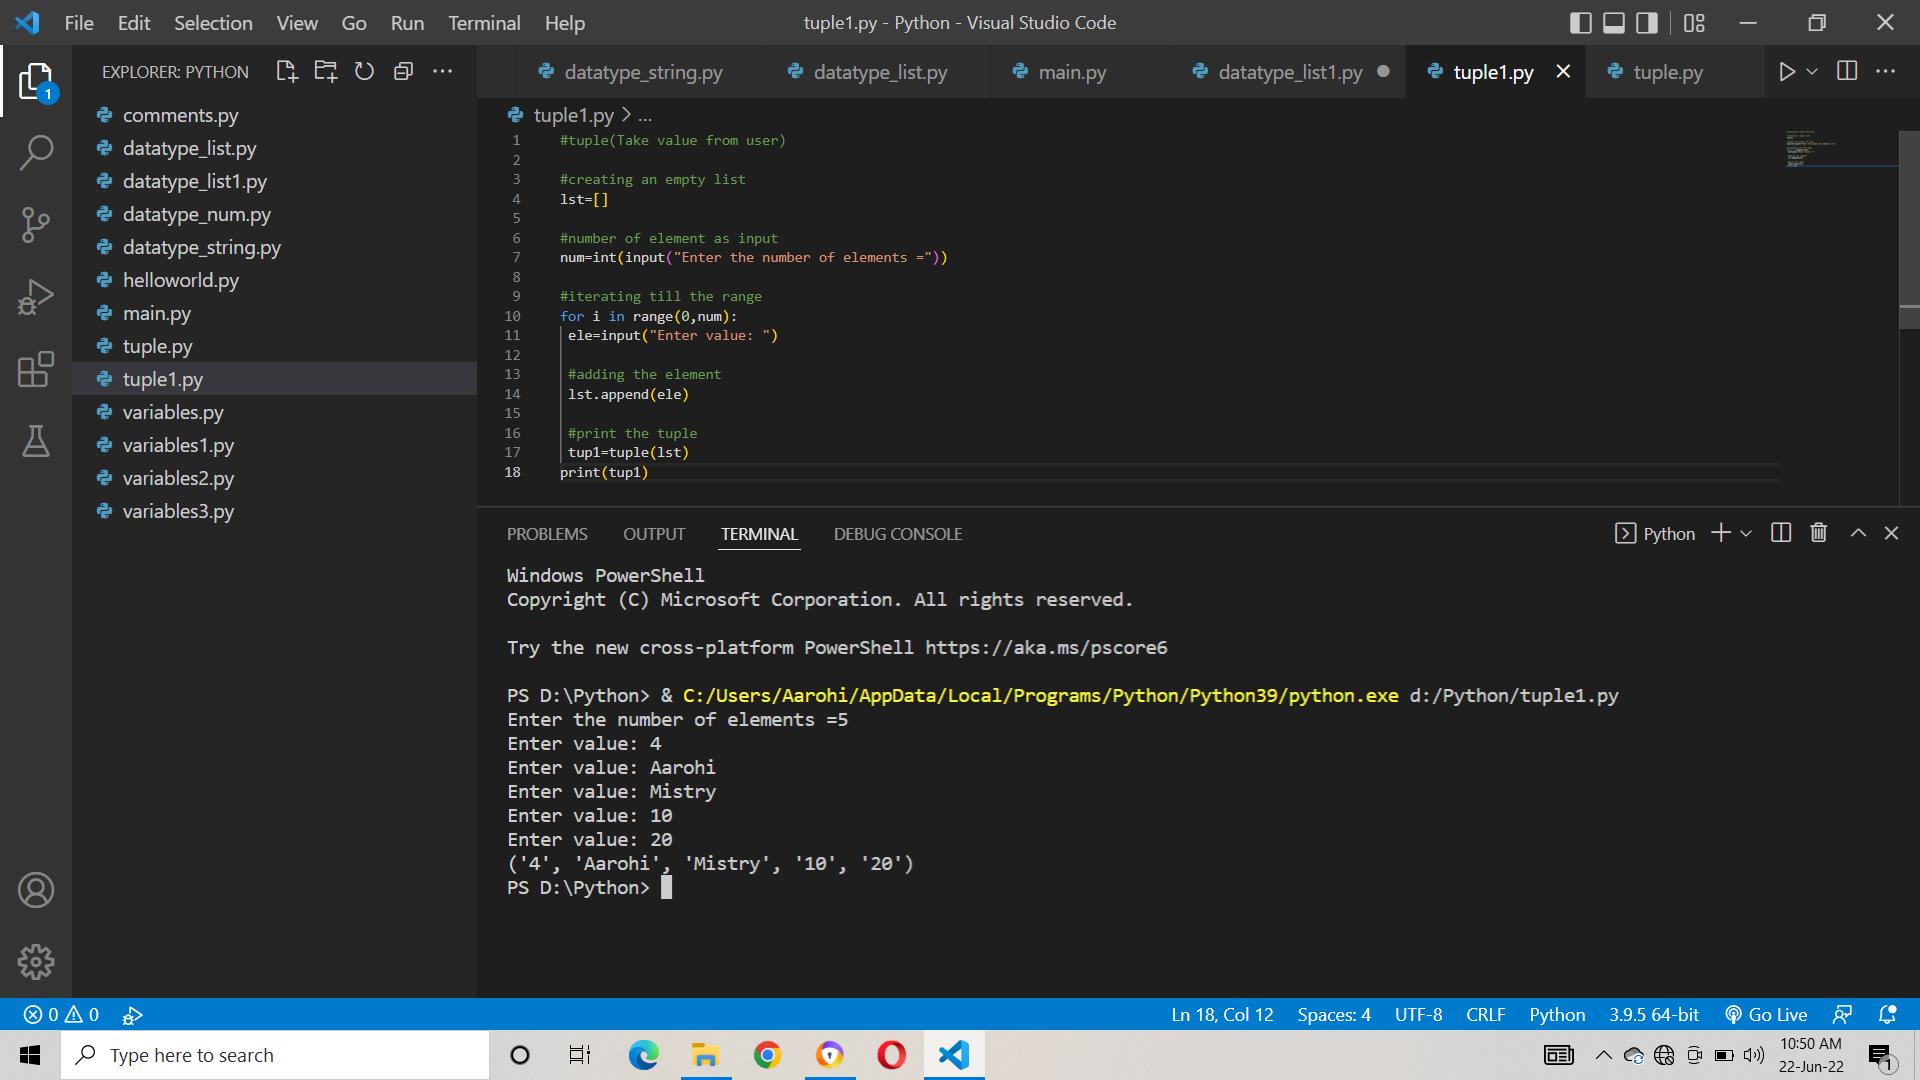 File Edit Selection View Go Run Terminal Help
tuple1.py - Python - Visual Studio Code
EXPLORER: PYTHON
1
comments.py
datatype_list.py
datatype_list1.py
datatype_num.py
datatype_string.py
helloworld.py
main.py
tuple.py
tuple1.py
variables.py
variables1.py
variables2.py
variables3.py
datatype_string.py datatype_list.py main.py datatype_list1.py tuple1.py tuple.py
tuple1.py > ...
1 #tuple(Take value from user)
2
3 #creating an empty list
4 lst=[]
5
6 #number of element as input
7 num=int(input("Enter the number of elements ="))
8
9 #iterating till the range
10 for i in range(0,num):
11 ele=input("Enter value: ")
12
13 #adding the element
14 lst.append(ele)
15
16 #print the tuple
17 tup1=tuple(lst)
18 print(tup1)
PROBLEMS OUTPUT TERMINAL DEBUG CONSOLE
Python
Windows PowerShell
Copyright (C) Microsoft Corporation. All rights reserved.
Try the new cross-platform PowerShell https://aka.ms/pscore6
PS D:\Python> & C:/Users/Aarohi/AppData/Local/Programs/Python/Python39/python.exe d:/Python/tuple1.py
Enter the number of elements =5
Enter value: 4
Enter value: Aarohi
Enter value: Mistry
Enter value: 10
Enter value: 20
('4', 'Aarohi', 'Mistry', '10', '20')
PS D:\Python>
0 0
Ln 18, Col 12 Spaces: 4 UTF-8 CRLF Python 3.9.5 64-bit Go Live
Type here to search
10:50 AM
22-Jun-22
1